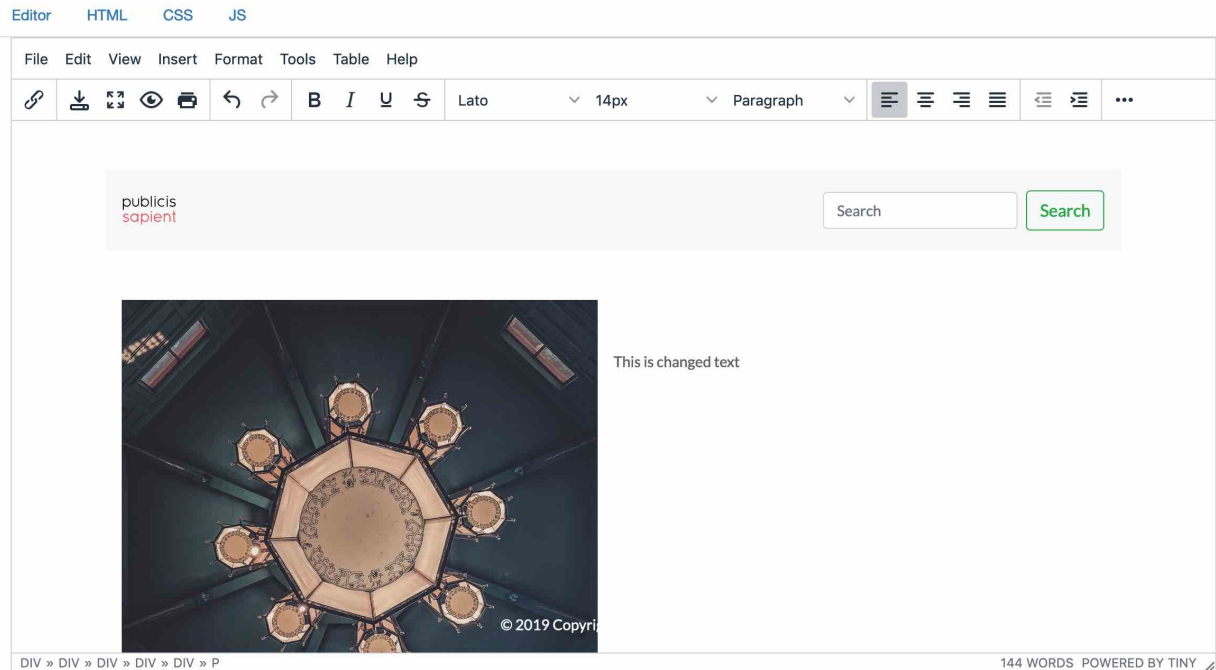 Editor HTML CSS JS
File Edit View Insert Format Tools Table Help
B I U S Lato 14px Paragraph
publicis
sapient
Search Search
This is changed text
© 2019 Copyri
DIV » DIV » DIV » DIV » DIV » P 144 WORDS POWERED BY TINY